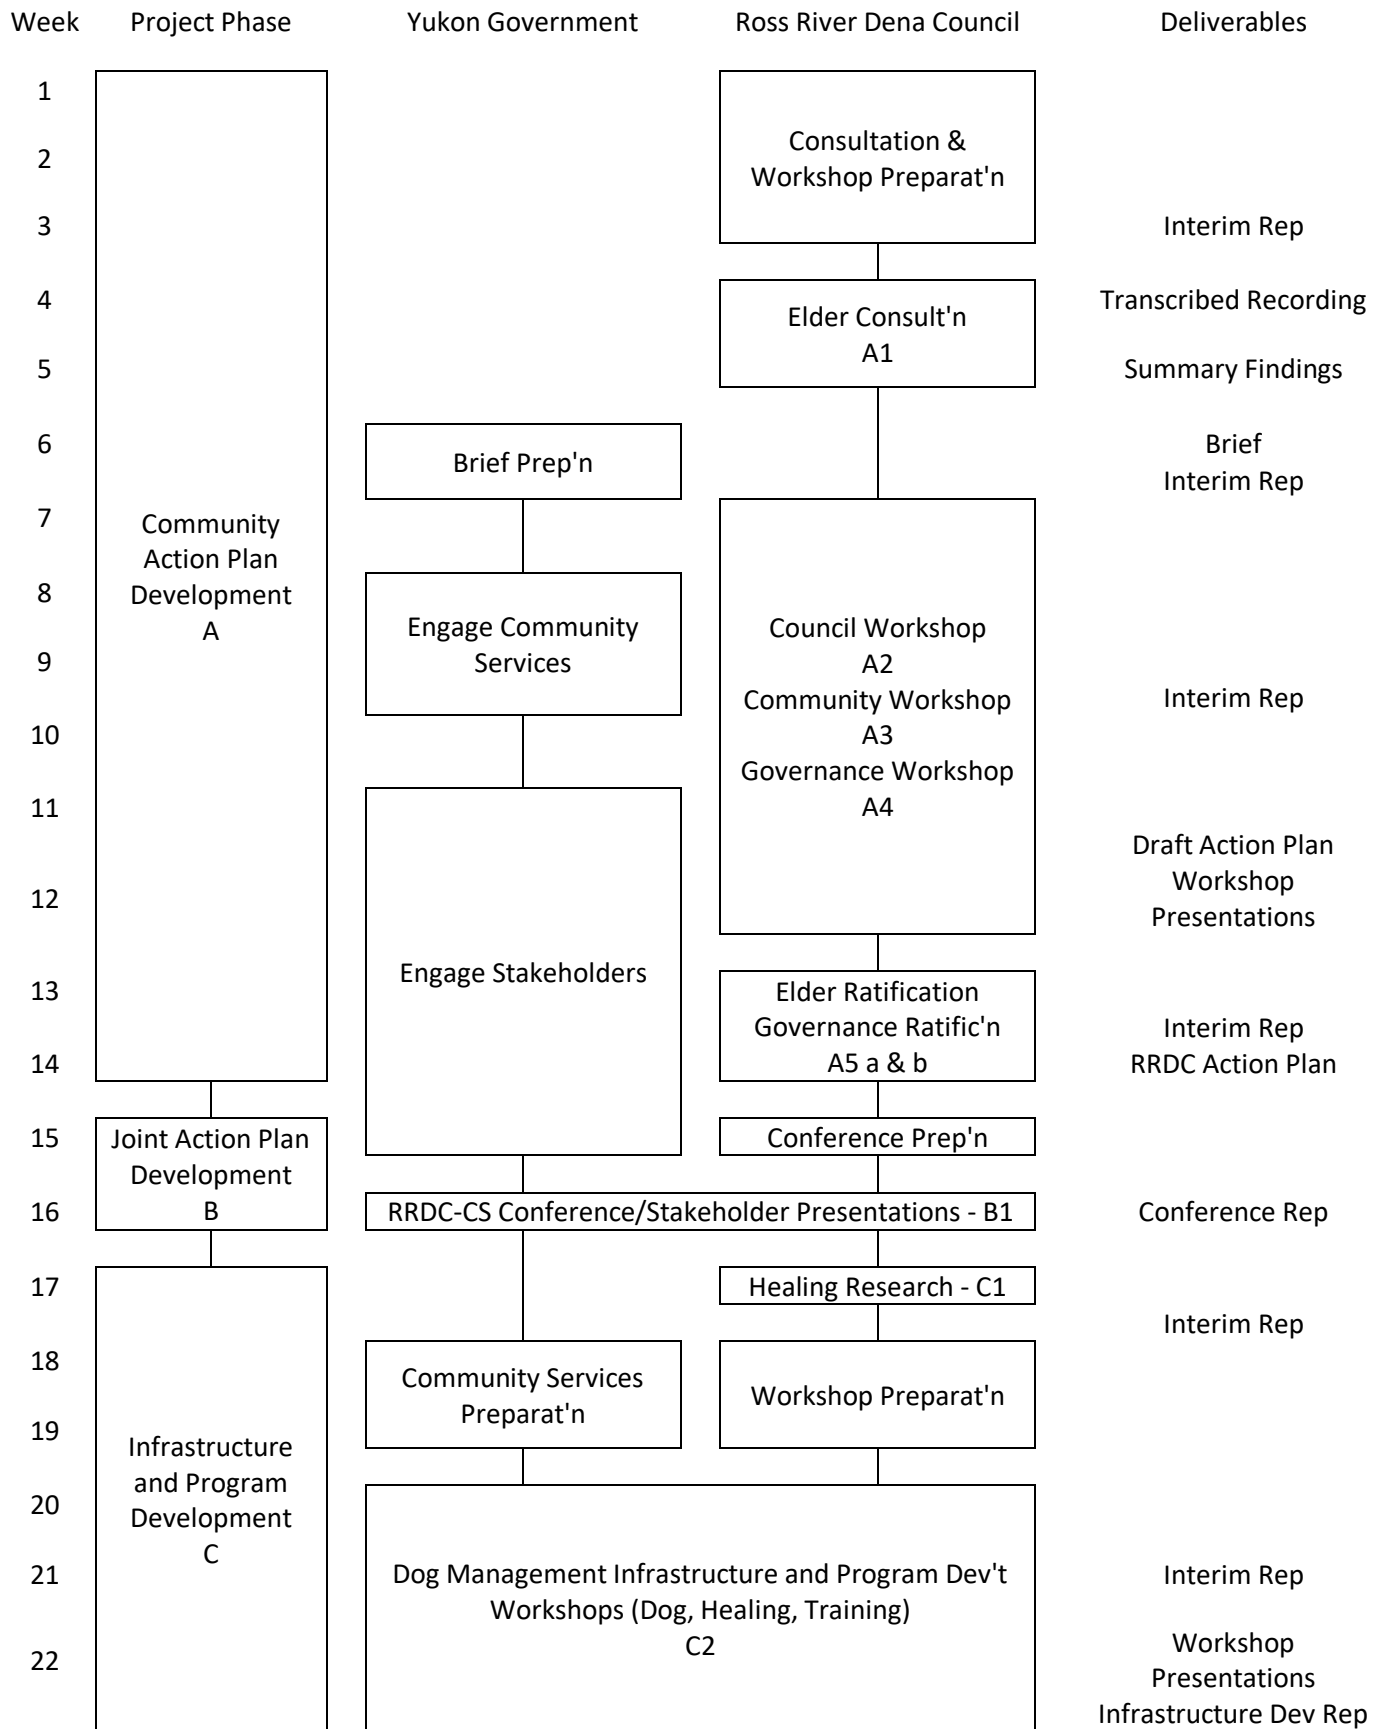 Week Project Phase Yukon Government Ross River Dena Council Deliverables
1
Consultation &
2
Workshop Preparat'n
3 Interim Rep
4 Transcribed Recording
Elder Consult'n
A1
5 Summary Findings
6 Brief
Brief Prep'n
Interim Rep
7
Community
Action Plan
Development
A
8
Engage Community
Services
Council Workshop
A2
Community Workshop
A3
Governance Workshop
A4
9
Interim Rep
10
11
Draft Action Plan
Workshop
Presentations
12
Engage Stakeholders
13
Elder Ratification
Governance Ratific'n
A5 a & b
Interim Rep
14 RRDC Action Plan
15
Joint Action Plan
Development
B
Conference Prep'n
16 RRDC-CS Conference/Stakeholder Presentations - B1 Conference Rep
17 Healing Research - C1
Interim Rep
18
Community Services
Preparat'n
Workshop Preparat'n
19
Infrastructure
and Program
Development
C
20
21
Dog Management Infrastructure and Program Dev't
Workshops (Dog, Healing, Training)
C2
Interim Rep
22
Workshop
Presentations
Infrastructure Dev Rep